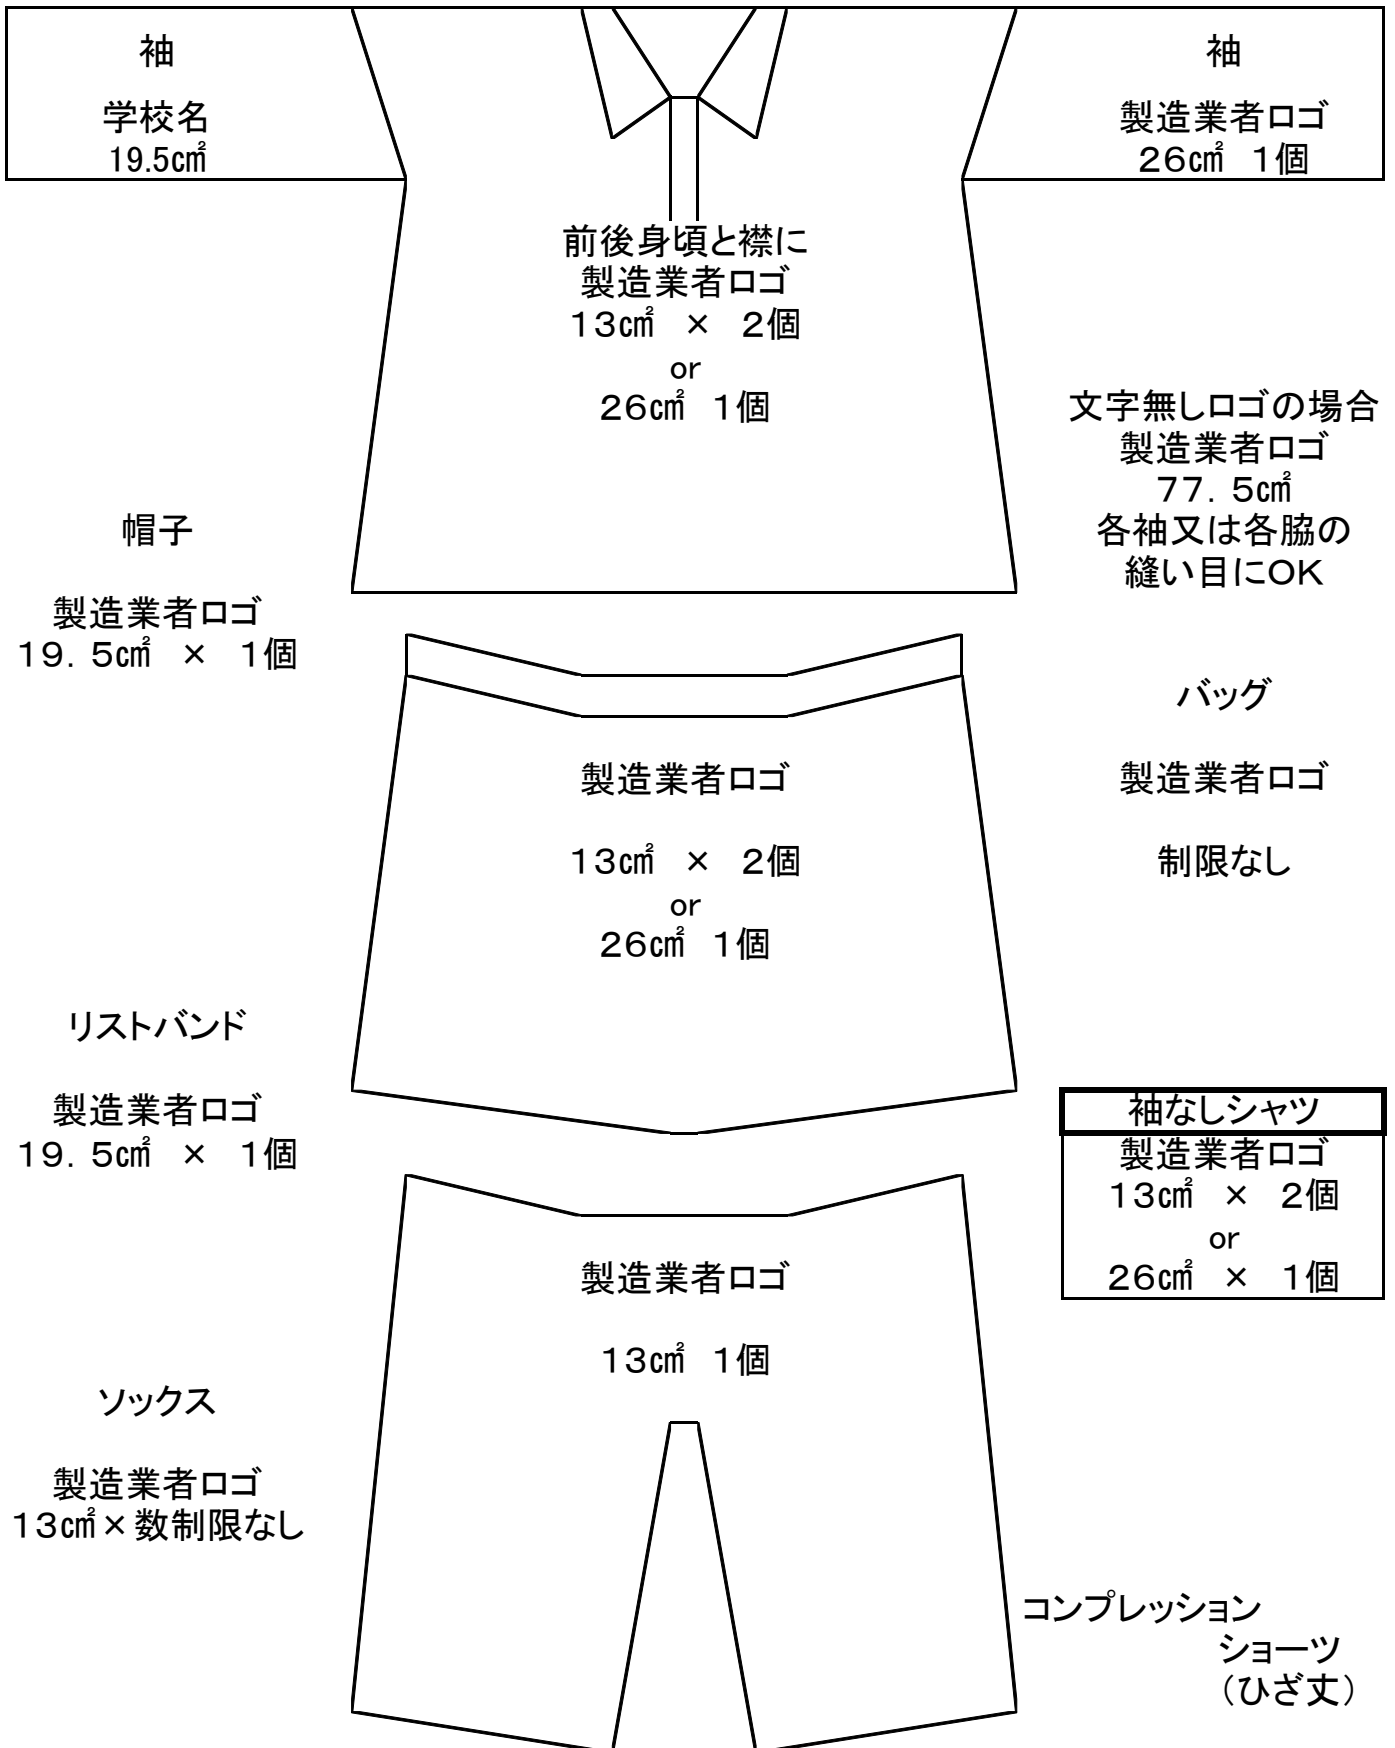 袖
学校名
19.5c㎡
袖
製造業者ロゴ
26c㎡ 1個
前後身頃と襟に
製造業者ロゴ
13c㎡ × 2個
or
26c㎡ 1個
文字無しロゴの場合
製造業者ロゴ
77.5c㎡
各袖又は各脇の
縫い目にOK
帽子
製造業者ロゴ
19.5c㎡ × 1個
バッグ
製造業者ロゴ
制限なし
製造業者ロゴ
13c㎡ × 2個
or
26c㎡ 1個
リストバンド
製造業者ロゴ
19.5c㎡ × 1個
袖なしシャツ
製造業者ロゴ
13c㎡ × 2個
or
26c㎡ × 1個
製造業者ロゴ
13c㎡ 1個
ソックス
製造業者ロゴ
13c㎡×数制限なし
コンプレッション
ショーツ
（ひざ丈）